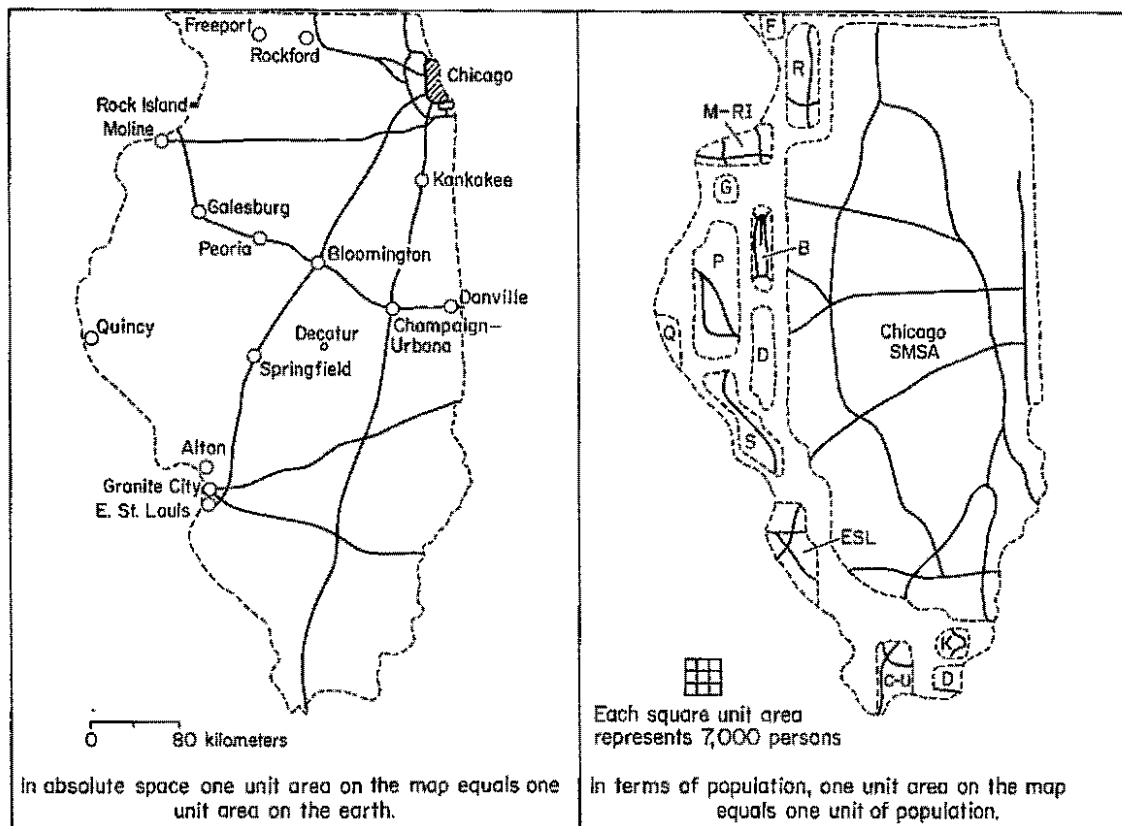 Freeport
Rockford
Chicago
Rock Island-
Moline
Kankakee
Galesburg
Peoria
Bloomington
Danville
Champaign-
Urbana
Quincy
Decatur
Springfield
Alton
Granite City
E. St. Louis
0 80 kilometers
In absolute space one unit area on the map equals one
unit area on the earth.
F
R
M-RI
G
P
B
Q
D
Chicago
SMSA
S
ESL
K
C-U
D
Each square unit area
represents 7,000 persons
In terms of population, one unit area on the map
equals one unit of population.